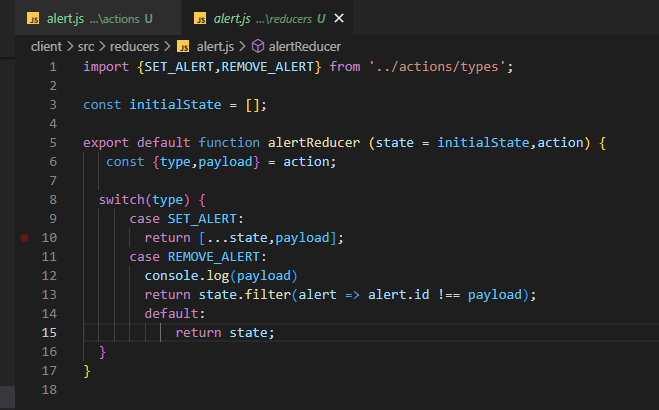 JS alert.js ...\actions U JS alert.js ...\reducers U ×
client > src > reducers > JS alert.js > alertReducer
1 import {SET_ALERT,REMOVE_ALERT} from '../actions/types';
2
3 const initialState = [];
4
5 export default function alertReducer (state = initialState,action) {
6 const {type,payload} = action;
7
8 switch(type) {
9 case SET_ALERT:
10 return [...state,payload];
11 case REMOVE_ALERT:
12 console.log(payload)
13 return state.filter(alert => alert.id !== payload);
14 default:
15 return state;
16 }
17 }
18